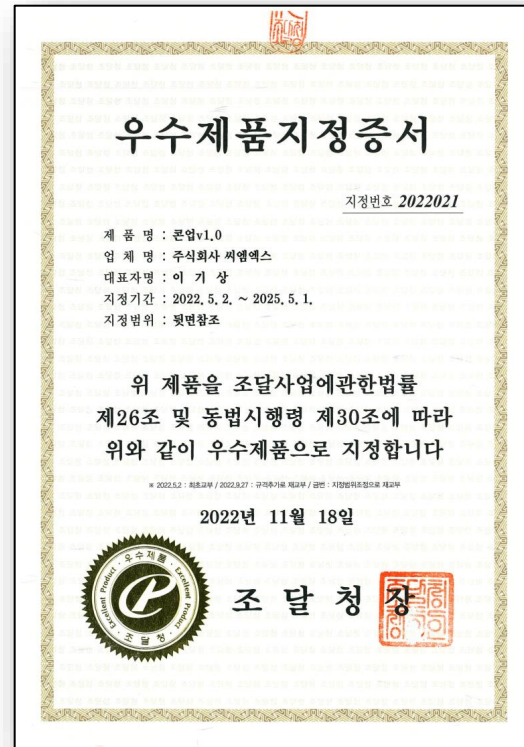 우수제품지정증서
지정번호 2022021
제 품 명 : 콘업v1.0
업 체 명 : 주식회사 씨엠엑스
대표자명 : 이 기 상
지정기간 : 2022. 5. 2. ~ 2025. 5. 1.
지정범위 : 뒷면참조
위 제품을 조달사업에관한법률
제26조 및 동법시행령 제30조에 따라
위와 같이 우수제품으로 지정합니다
※ 2022.5.2 : 최초교부 / 2022.9.27 : 규격추가로 재교부 / 금번 : 지정범위조정으로 재교부
2022년 11월 18일
· 우수제품 · Excellent Product · 조달청 · Excellent Product
조 달 청 장